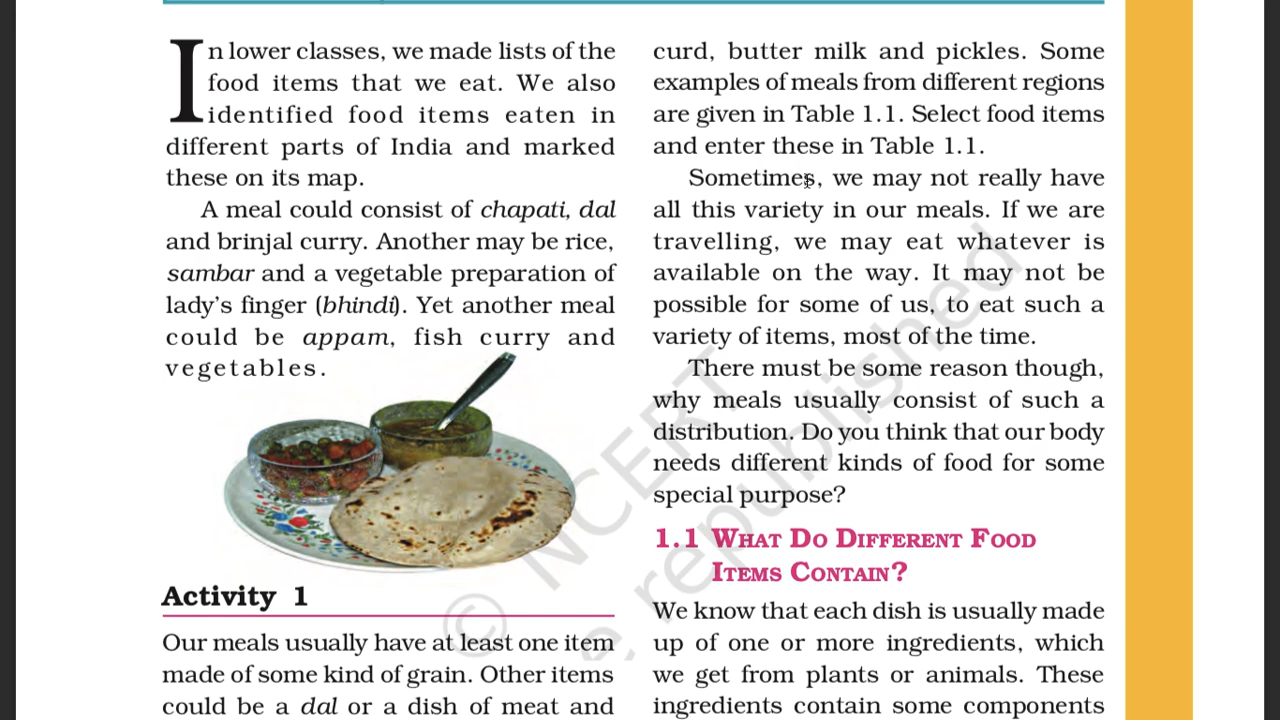 In lower classes, we made lists of the
food items that we eat. We also
identified food items eaten in
different parts of India and marked
these on its map.
A meal could consist of chapati, dal
and brinjal curry. Another may be rice,
sambar and a vegetable preparation of
lady's finger (bhindi). Yet another meal
could be appam, fish curry and
vegetables.
Activity 1
Our meals usually have at least one item
made of some kind of grain. Other items
could be a dal or a dish of meat and
curd, butter milk and pickles. Some
examples of meals from different regions
are given in Table 1.1. Select food items
and enter these in Table 1.1.
Sometimes, we may not really have
all this variety in our meals. If we are
travelling, we may eat whatever is
available on the way. It may not be
possible for some of us, to eat such a
variety of items, most of the time.
There must be some reason though,
why meals usually consist of such a
distribution. Do you think that our body
needs different kinds of food for some
special purpose?
1.1 What Do Different Food
Items Contain?
We know that each dish is usually made
up of one or more ingredients, which
we get from plants or animals. These
ingredients contain some components
© NCERT
republished